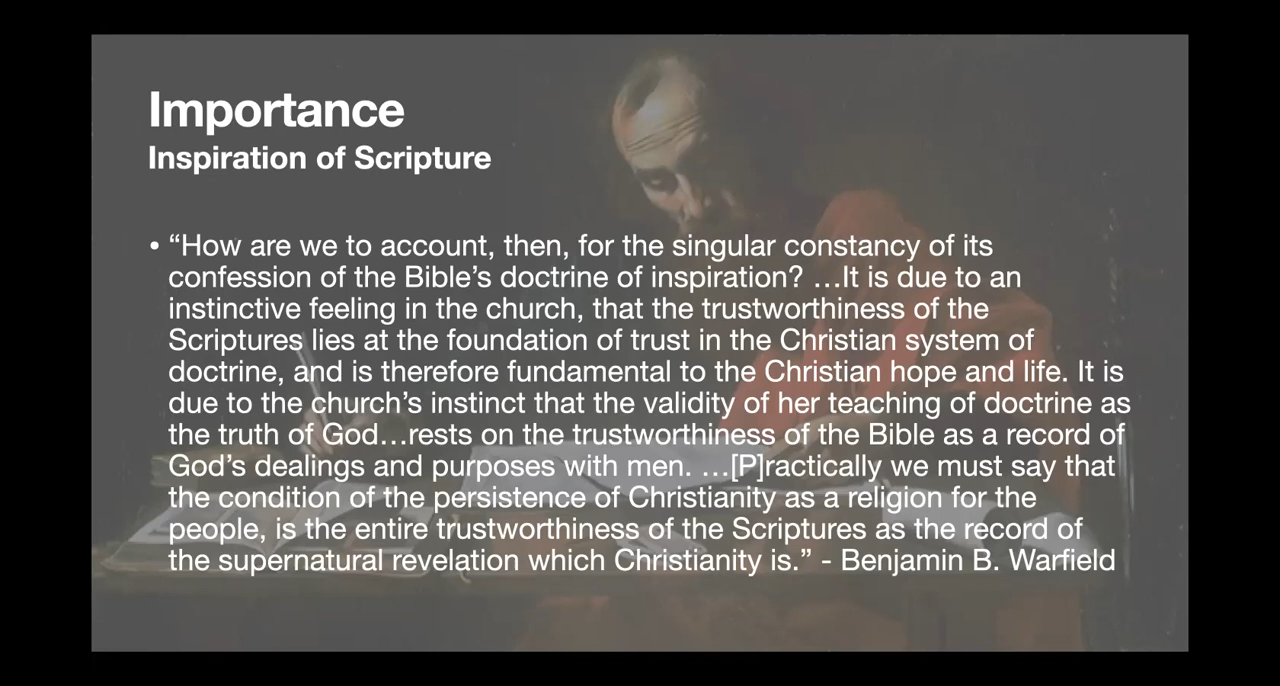 Importance
Inspiration of Scripture
• “How are we to account, then, for the singular constancy of its
confession of the Bible’s doctrine of inspiration? …It is due to an
instinctive feeling in the church, that the trustworthiness of the
Scriptures lies at the foundation of trust in the Christian system of
doctrine, and is therefore fundamental to the Christian hope and life. It is
due to the church’s instinct that the validity of her teaching of doctrine as
the truth of God…rests on the trustworthiness of the Bible as a record of
God’s dealings and purposes with men. …[P]ractically we must say that
the condition of the persistence of Christianity as a religion for the
people, is the entire trustworthiness of the Scriptures as the record of
the supernatural revelation which Christianity is.” - Benjamin B. Warfield